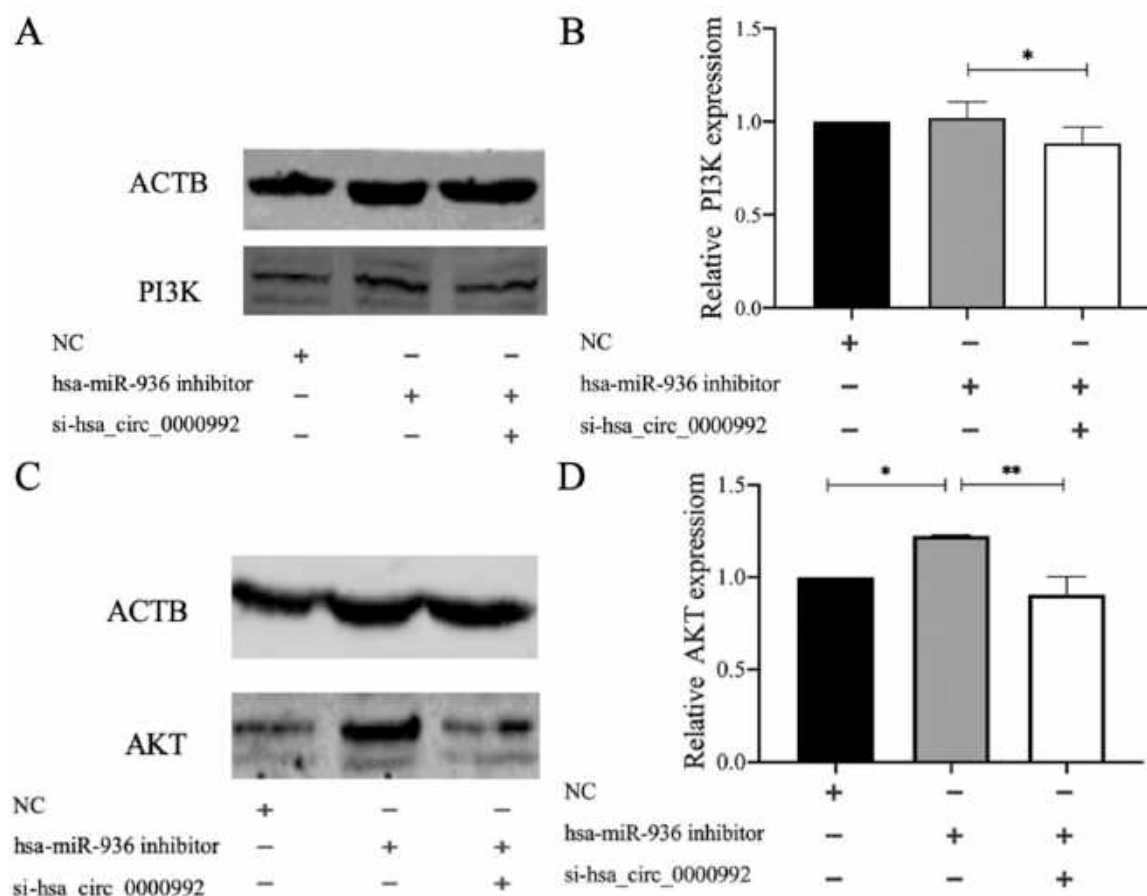 A
ACTB
PI3K
NC + − −
hsa-miR-936 inhibitor − + +
si-hsa_circ_0000992 − − +
B
Relative PI3K expressiom
1.5
1.0
0.5
0.0
*
NC + − −
hsa-miR-936 inhibitor − + +
si-hsa_circ_0000992 − − +
C
ACTB
AKT
NC + − −
hsa-miR-936 inhibitor − + +
si-hsa_circ_0000992 − − +
D
Relative AKT expressiom
1.5
1.0
0.5
0.0
* **
NC + − −
hsa-miR-936 inhibitor − + +
si-hsa_circ_0000992 − − +